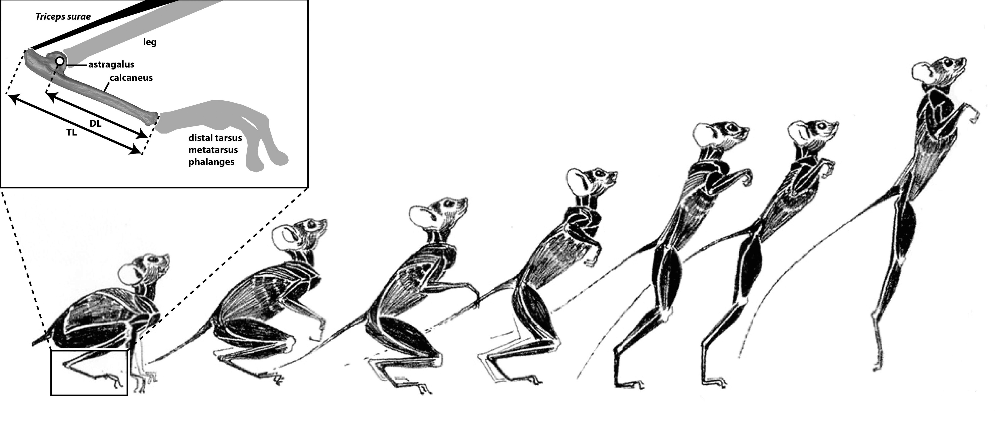 Triceps surae
leg
astragalus
calcaneus
DL
TL
distal tarsus
metatarsus
phalanges